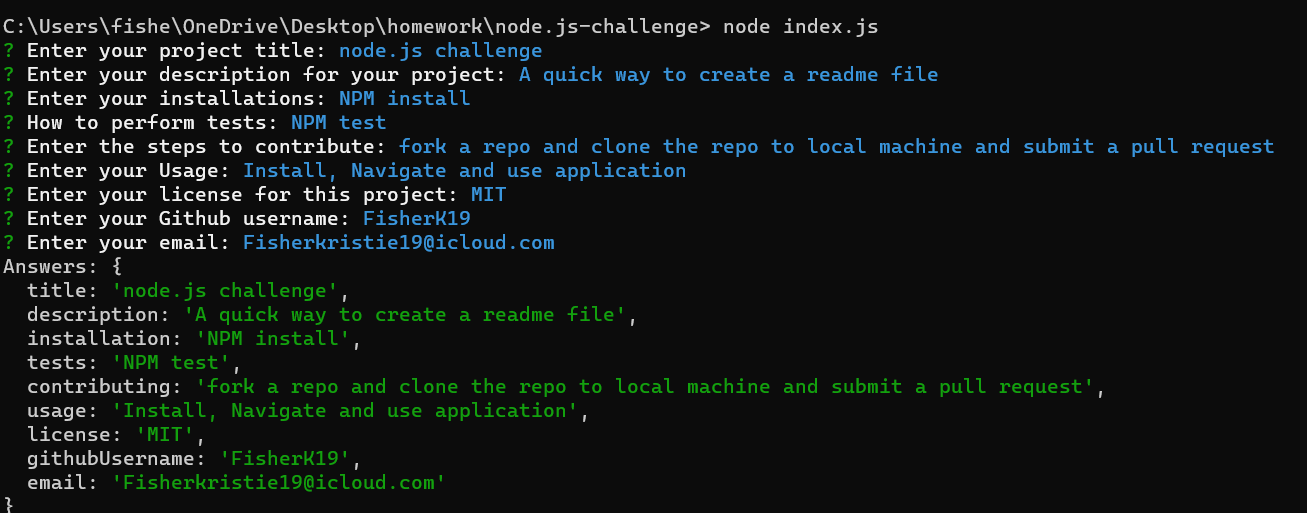 C:\Users\fishe\OneDrive\Desktop\homework\node.js-challenge> node index.js
? Enter your project title: node.js challenge
? Enter your description for your project: A quick way to create a readme file
? Enter your installations: NPM install
? How to perform tests: NPM test
? Enter the steps to contribute: fork a repo and clone the repo to local machine and submit a pull request
? Enter your Usage: Install, Navigate and use application
? Enter your license for this project: MIT
? Enter your Github username: FisherK19
? Enter your email: Fisherkristie19@icloud.com
Answers: {
  title: 'node.js challenge',
  description: 'A quick way to create a readme file',
  installation: 'NPM install',
  tests: 'NPM test',
  contributing: 'fork a repo and clone the repo to local machine and submit a pull request',
  usage: 'Install, Navigate and use application',
  license: 'MIT',
  githubUsername: 'FisherK19',
  email: 'Fisherkristie19@icloud.com'
}